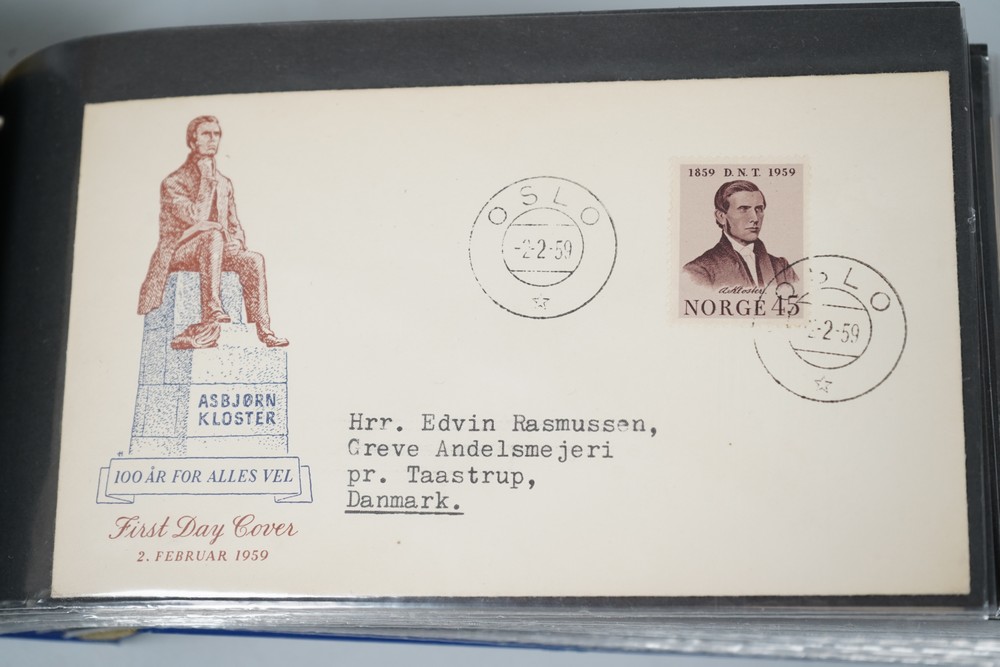 ASBJØRN
KLOSTER
100 ÅR FOR ALLES VEL
First Day Cover
2. FEBRUAR 1959
OSLO
-2-2-59
1859 D.N.T. 1959
A.Kloster
NORGE 45
OSLO
-2-2-59
Hrr. Edvin Rasmussen,
Greve Andelsmejeri
pr. Taastrup,
Danmark.